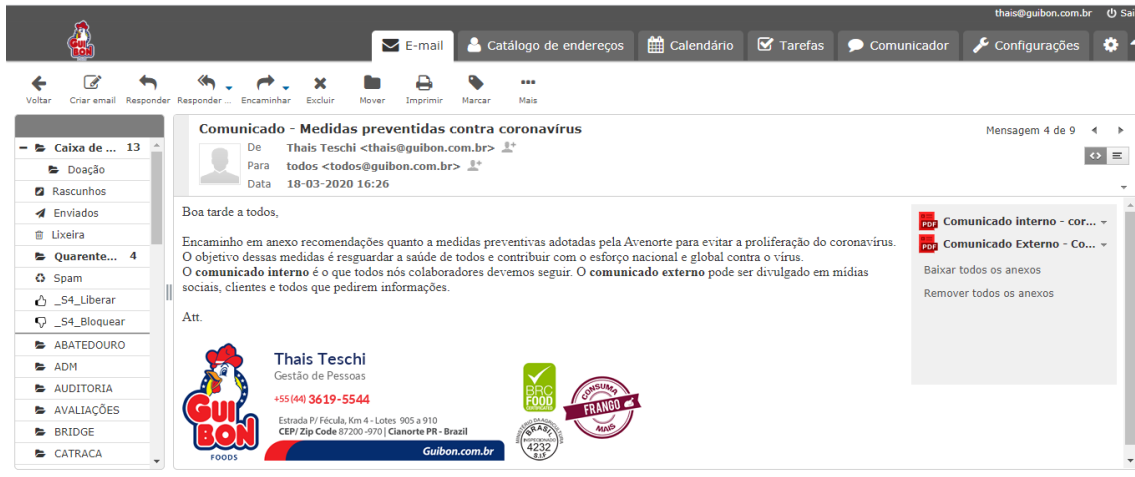 thais@guibon.com.br Sai
GUI BON
E-mail Catálogo de endereços Calendário Tarefas Comunicador Configurações
Voltar Criar email Responder Responder ... Encaminhar Excluir Mover Imprimir Marcar Mais
Caixa de ... 13
Doação
Rascunhos
Enviados
Lixeira
Quarente... 4
Spam
_S4_Liberar
_S4_Bloquear
ABATEDOURO
ADM
AUDITORIA
AVALIAÇÕES
BRIDGE
CATRACA
Comunicado - Medidas preventidas contra coronavírus
Mensagem 4 de 9
De Thais Teschi <thais@guibon.com.br>
Para todos <todos@guibon.com.br>
Data 18-03-2020 16:26
Boa tarde a todos,
Encaminho em anexo recomendações quanto a medidas preventivas adotadas pela Avenorte para evitar a proliferação do coronavírus.
O objetivo dessas medidas é resguardar a saúde de todos e contribuir com o esforço nacional e global contra o vírus.
O comunicado interno é o que todos nós colaboradores devemos seguir. O comunicado externo pode ser divulgado em mídias
sociais, clientes e todos que pedirem informações.
Att.
PDF Comunicado interno - cor...
PDF Comunicado Externo - Co...
Baixar todos os anexos
Remover todos os anexos
GUI
BON
FOODS
Thais Teschi
Gestão de Pessoas
+55 (44) 3619-5544
Estrada P/ Fécula, Km 4 - Lotes 905 a 910
CEP/ Zip Code 87200 -970 | Cianorte PR - Brazil
Guibon.com.br
BRC
FOOD
CERTIFICATED
MINISTÉRIO DA AGRICULTURA
BRASIL
INSPECIONADO
4232
S.I.F.
CONSUMA
FRANGO
MAIS